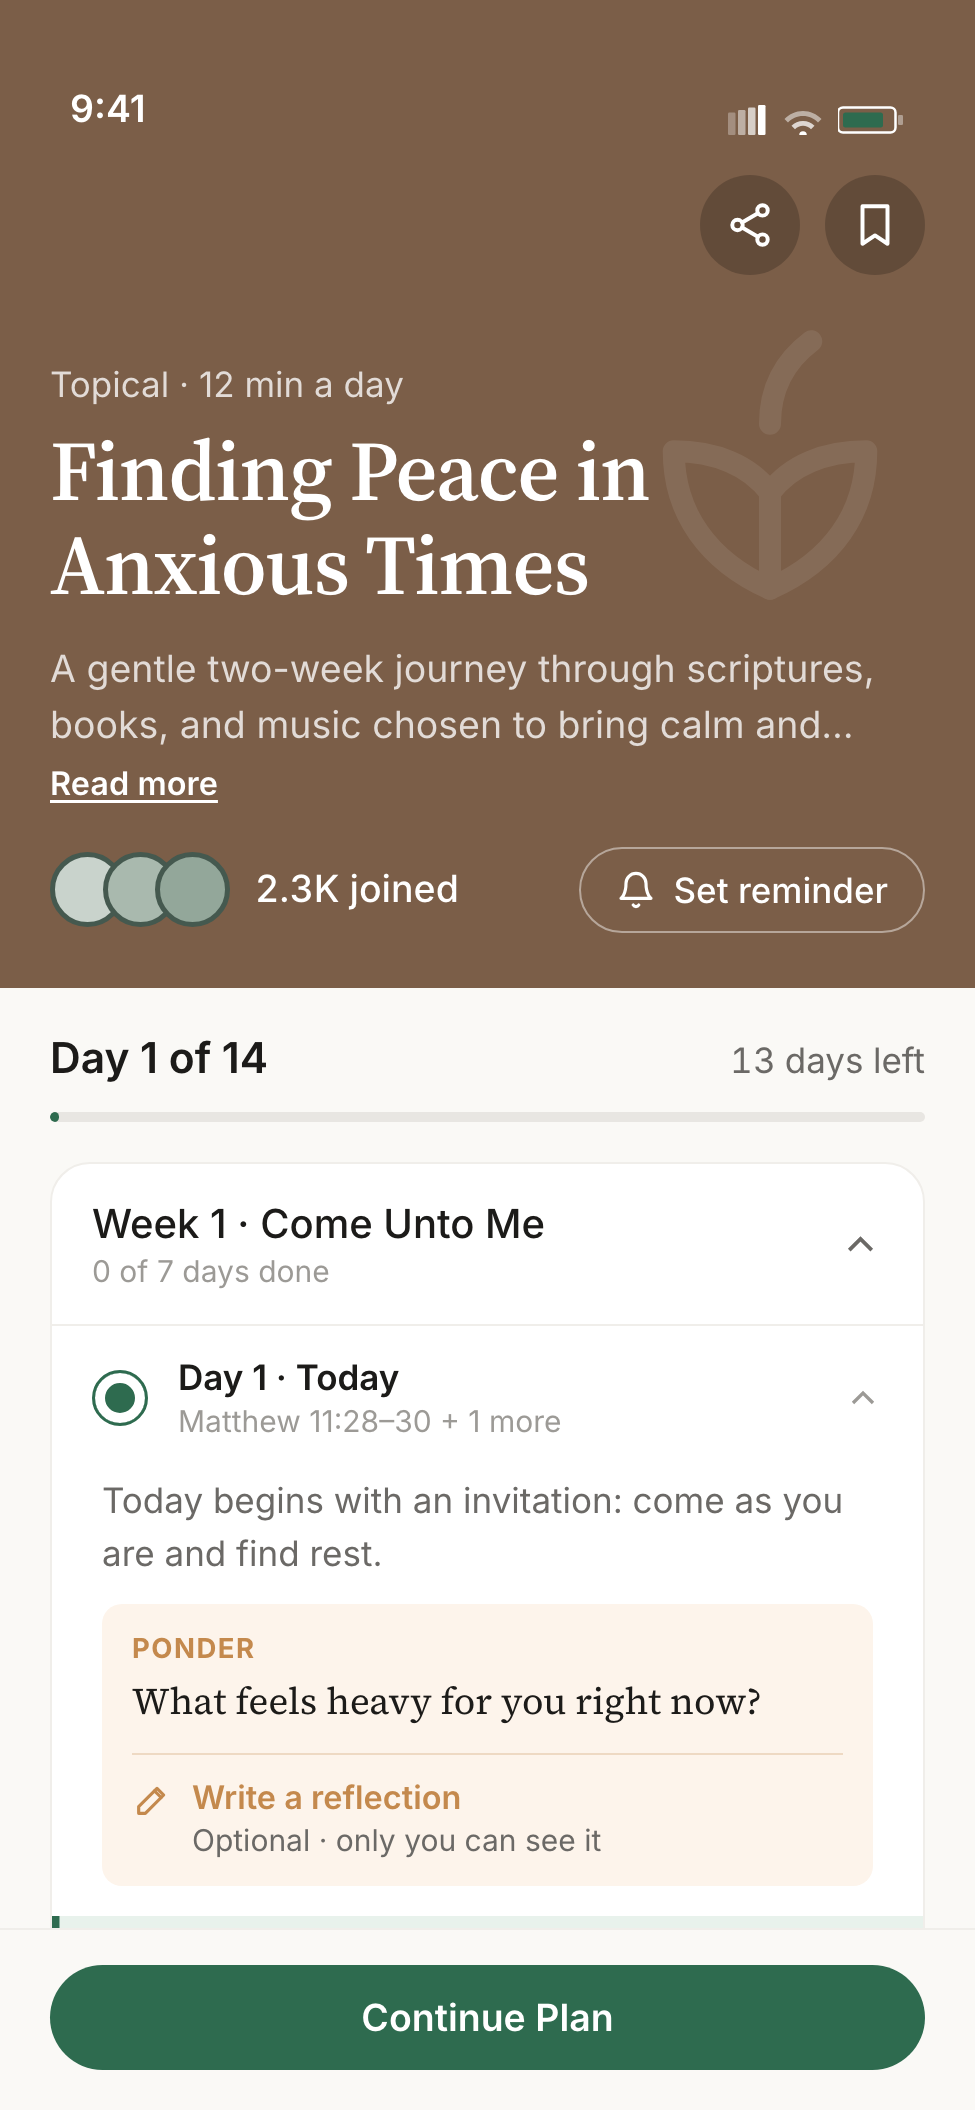 9:41
Topical · 12 min a day
Finding Peace in
Anxious Times
A gentle two-week journey through scriptures,
books, and music chosen to bring calm and...
Read more
2.3K joined
Set reminder
Day 1 of 14
13 days left
Week 1 · Come Unto Me
0 of 7 days done
Day 1 · Today
Matthew 11:28–30 + 1 more
Today begins with an invitation: come as you
are and find rest.
PONDER
What feels heavy for you right now?
Write a reflection
Optional · only you can see it
Continue Plan